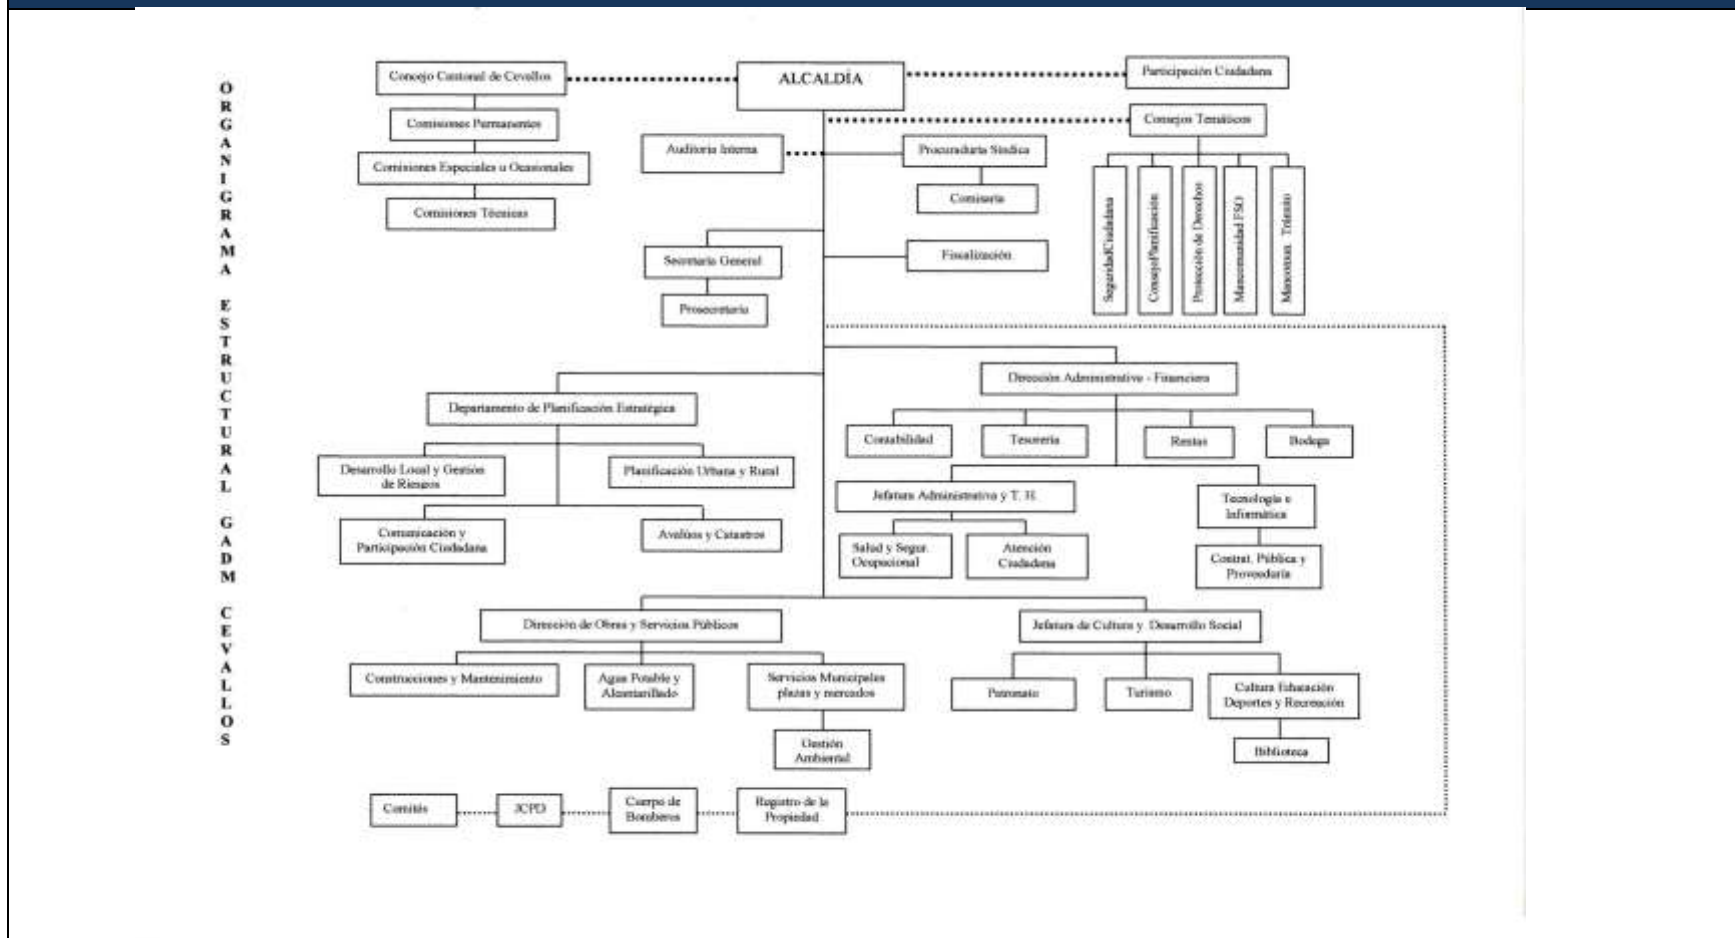 ORGANIGRAMA ESTRUCTURAL GADM CEVALLOS
Concejo Cantonal de Cevallos
ALCALDÍA
Participación Ciudadana
Comisiones Permanentes
Consejos Temáticos
Auditoría Interna
Procuraduría Síndica
Comisiones Especiales u Ocasionales
Comisaría
Comisiones Técnicas
SeguridadCiudadana
ConsejoPlanificación
Protección de Derechos
Mancomunidad FSO
Mancomun. Tránsito
Secretaría General
Fiscalización
Prosecretaría
Dirección Administrativo - Financiera
Departamento de Planificación Estratégica
Contabilidad
Tesorería
Rentas
Bodega
Desarrollo Local y Gestión
de Riesgos
Planificación Urbana y Rural
Jefatura Administrativa y T. H.
Tecnología e
Informática
Comunicación y
Participación Ciudadana
Avalúos y Catastros
Salud y Segur.
Ocupacional
Atención
Ciudadana
Contrat. Pública y
Proveeduría
Dirección de Obras y Servicios Públicos
Jefatura de Cultura y Desarrollo Social
Construcciones y Mantenimiento
Agua Potable y
Alcantarillado
Servicios Municipales
plazas y mercados
Patronato
Turismo
Cultura Educación
Deportes y Recreación
Gestión
Ambiental
Biblioteca
Comités
JCPD
Cuerpo de
Bomberos
Registro de la
Propiedad